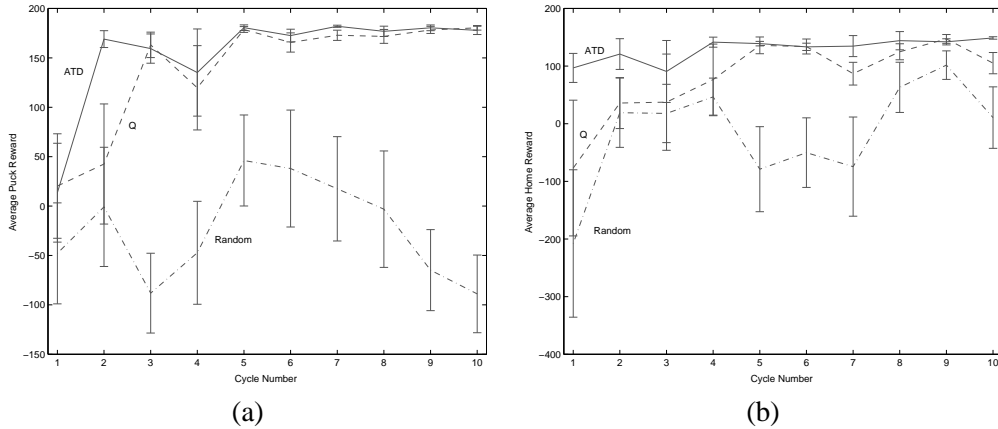 200
150
100
50
0
−50
−100
−150
Average Puck Reward
ATD
Q
Random
1 2 3 4 5 6 7 8 9 10
Cycle Number
(a)
200
100
0
−100
−200
−300
−400
Average Home Reward
ATD
Q
Random
1 2 3 4 5 6 7 8 9 10
Cycle Number
(b)